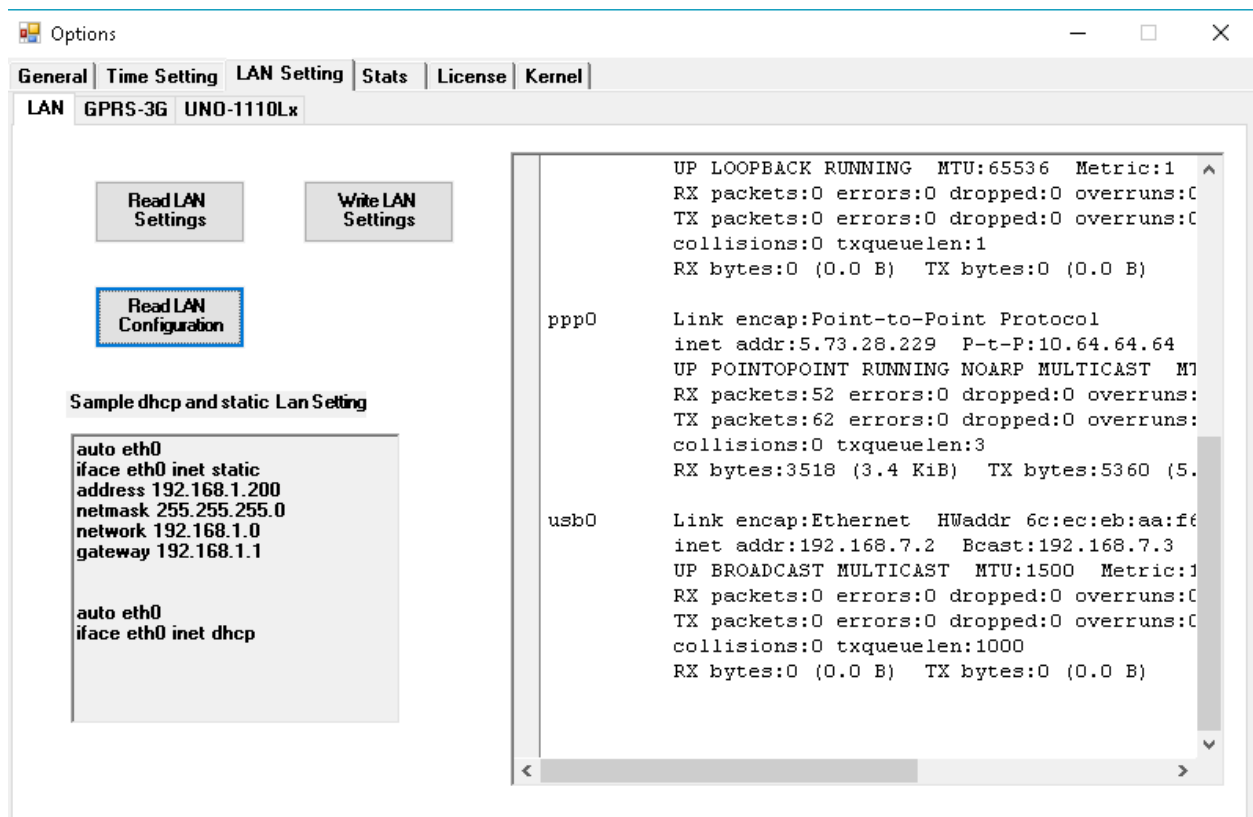 Options
General Time Setting LAN Setting Stats License Kernel
LAN GPRS-3G UNO-1110Lx
Read LAN
Settings
Write LAN
Settings
Read LAN
Configuration
Sample dhcp and static Lan Setting
auto eth0
iface eth0 inet static
address 192.168.1.200
netmask 255.255.255.0
network 192.168.1.0
gateway 192.168.1.1
auto eth0
iface eth0 inet dhcp
UP LOOPBACK RUNNING MTU:65536 Metric:1
RX packets:0 errors:0 dropped:0 overruns:0
TX packets:0 errors:0 dropped:0 overruns:0
collisions:0 txqueuelen:1
RX bytes:0 (0.0 B) TX bytes:0 (0.0 B)
ppp0 Link encap:Point-to-Point Protocol
inet addr:5.73.28.229 P-t-P:10.64.64.64
UP POINTOPOINT RUNNING NOARP MULTICAST
RX packets:52 errors:0 dropped:0 overruns:
TX packets:62 errors:0 dropped:0 overruns:
collisions:0 txqueuelen:3
RX bytes:3518 (3.4 KiB) TX bytes:5360 (5.
usb0 Link encap:Ethernet HWaddr 6c:ec:eb:aa:f6
inet addr:192.168.7.2 Bcast:192.168.7.3
UP BROADCAST MULTICAST MTU:1500 Metric:1
RX packets:0 errors:0 dropped:0 overruns:0
TX packets:0 errors:0 dropped:0 overruns:0
collisions:0 txqueuelen:1000
RX bytes:0 (0.0 B) TX bytes:0 (0.0 B)